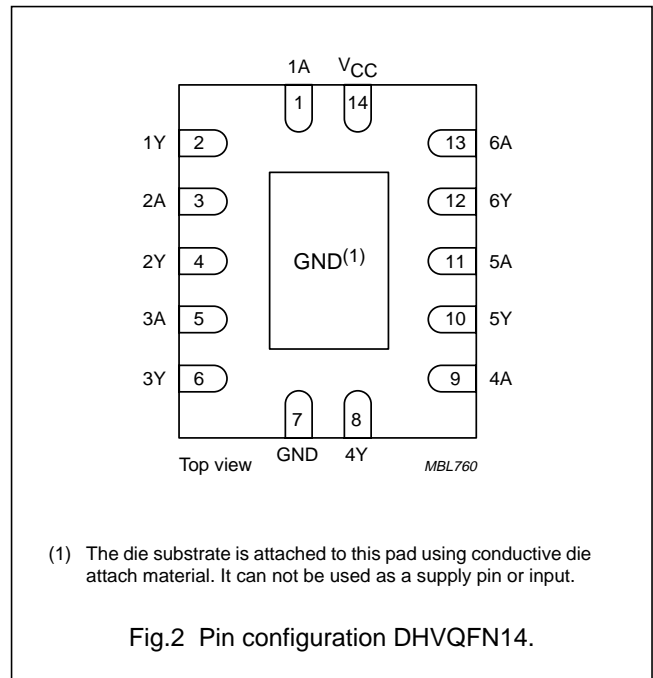 1A VCC
1 14
1Y 2 13 6A
2A 3 12 6Y
2Y 4 GND(1) 11 5A
3A 5 10 5Y
3Y 6 9 4A
7 8
Top view GND 4Y MBL760
(1) The die substrate is attached to this pad using conductive die
attach material. It can not be used as a supply pin or input.
Fig.2 Pin configuration DHVQFN14.